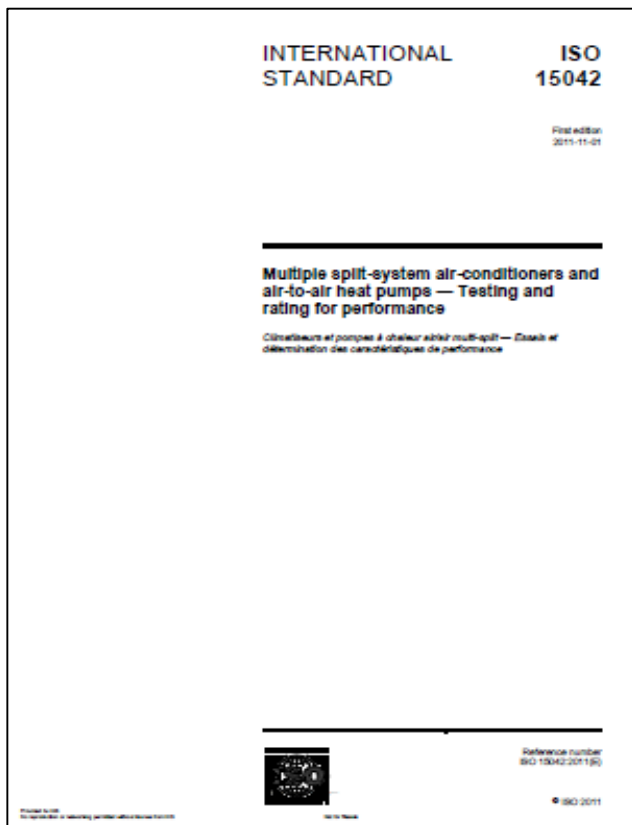 INTERNATIONAL
STANDARD
ISO
15042
First edition
2011-11-01
Multiple split-system air-conditioners and
air-to-air heat pumps — Testing and
rating for performance
Climatiseurs et pompes à chaleur air/air multi-split — Essais et
détermination des caractéristiques de performance
Reference number
ISO 15042:2011(E)
© ISO 2011